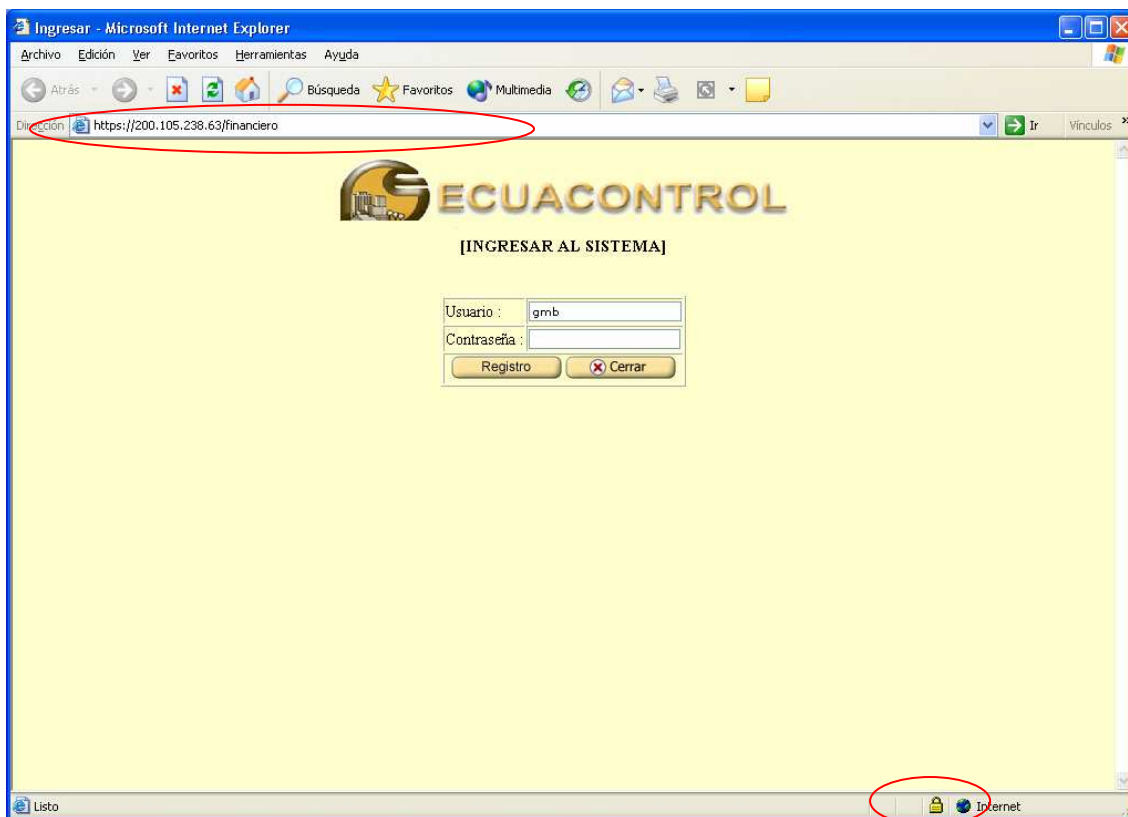 Ingresar - Microsoft Internet Explorer
Archivo Edición Ver Favoritos Herramientas Ayuda
Atrás Búsqueda Favoritos Multimedia
Dirección https://200.105.238.63/financiero Ir Vínculos »
ECUACONTROL
[INGRESAR AL SISTEMA]
Usuario : gmb
Contraseña :
Registro Cerrar
Listo Internet